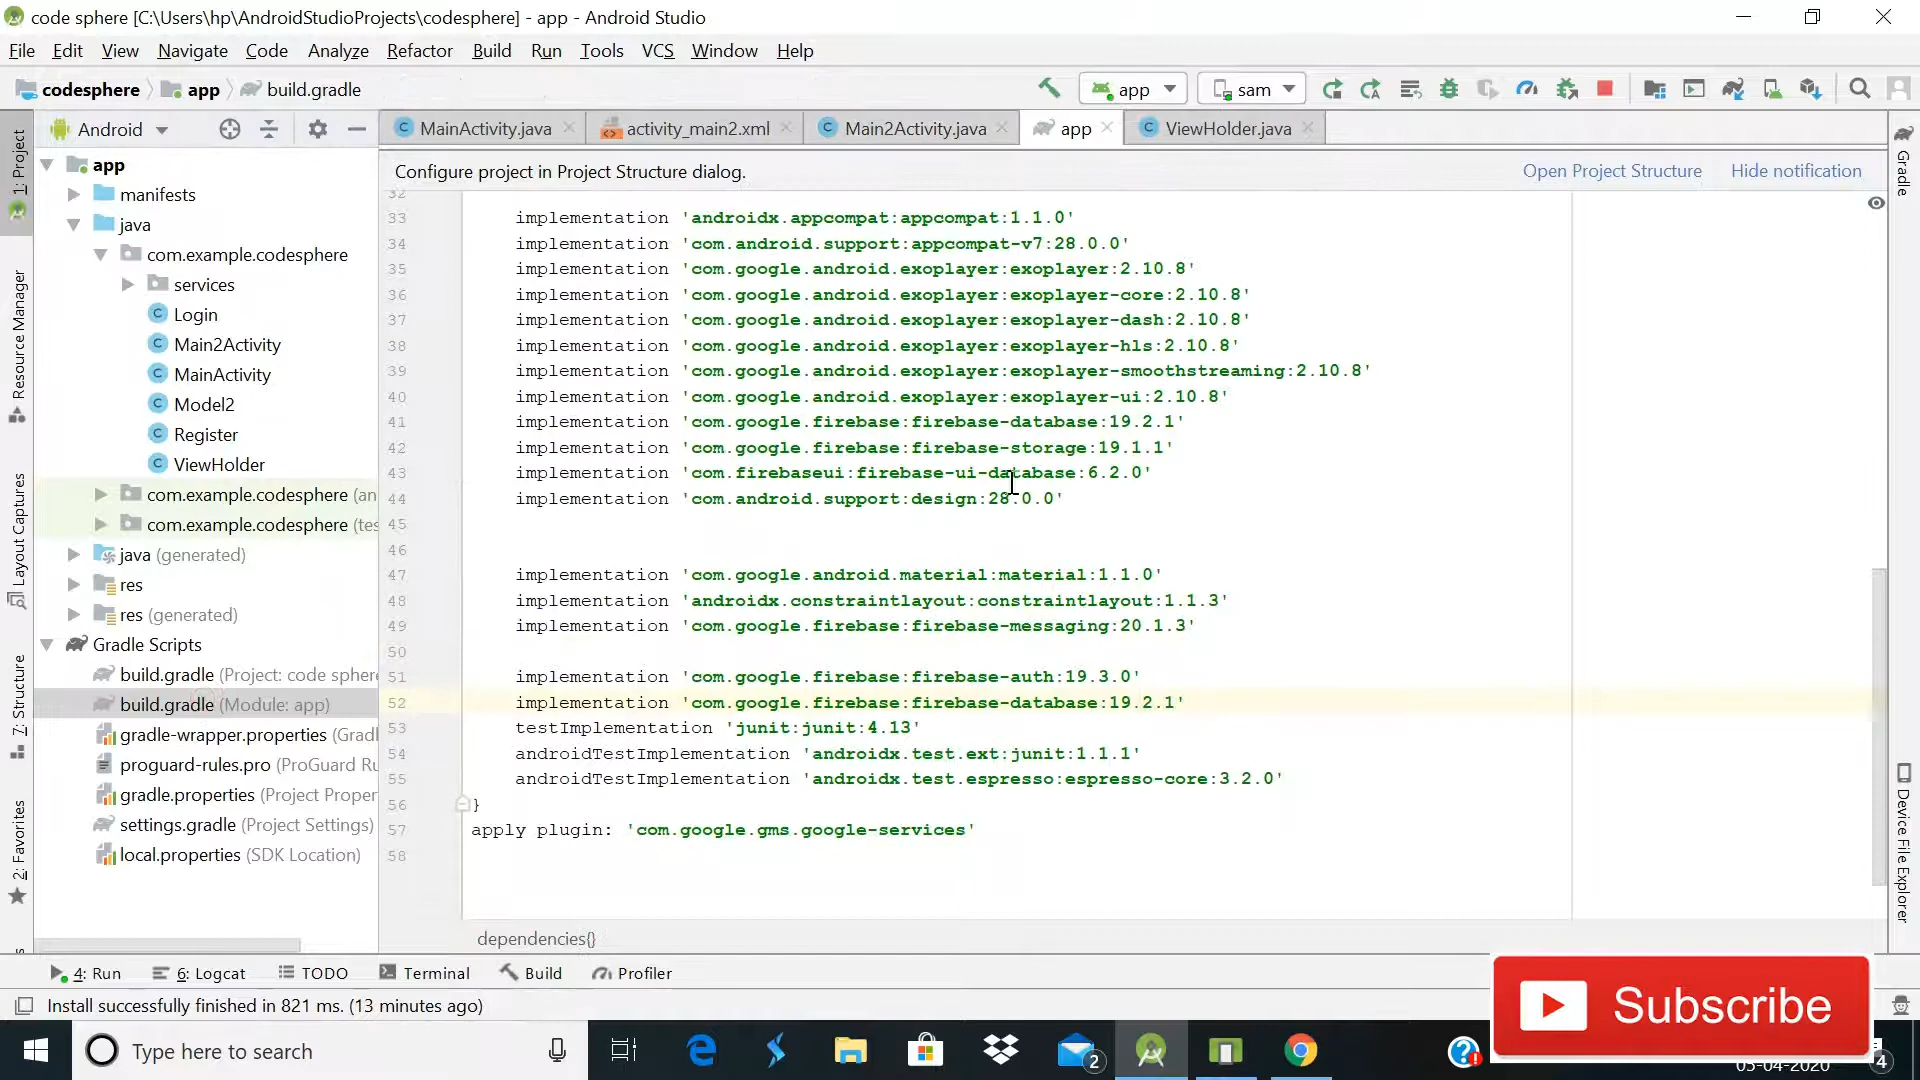 code sphere [C:\Users\hp\AndroidStudioProjects\codesphere] - app - Android Studio
File Edit View Navigate Code Analyze Refactor Build Run Tools VCS Window Help
codesphere app build.gradle
app sam
Android
MainActivity.java activity_main2.xml Main2Activity.java app ViewHolder.java
Configure project in Project Structure dialog. Open Project Structure Hide notification
1: Project
Resource Manager
Layout Captures
7: Structure
2: Favorites
app
manifests
java
com.example.codesphere
services
Login
Main2Activity
MainActivity
Model2
Register
ViewHolder
com.example.codesphere (an
com.example.codesphere (tes
java (generated)
res
res (generated)
Gradle Scripts
build.gradle (Project: code sphere
build.gradle (Module: app)
gradle-wrapper.properties (Gradl
proguard-rules.pro (ProGuard Ru
gradle.properties (Project Proper
settings.gradle (Project Settings)
local.properties (SDK Location)
32
33 implementation 'androidx.appcompat:appcompat:1.1.0'
34 implementation 'com.android.support:appcompat-v7:28.0.0'
35 implementation 'com.google.android.exoplayer:exoplayer:2.10.8'
36 implementation 'com.google.android.exoplayer:exoplayer-core:2.10.8'
37 implementation 'com.google.android.exoplayer:exoplayer-dash:2.10.8'
38 implementation 'com.google.android.exoplayer:exoplayer-hls:2.10.8'
39 implementation 'com.google.android.exoplayer:exoplayer-smoothstreaming:2.10.8'
40 implementation 'com.google.android.exoplayer:exoplayer-ui:2.10.8'
41 implementation 'com.google.firebase:firebase-database:19.2.1'
42 implementation 'com.google.firebase:firebase-storage:19.1.1'
43 implementation 'com.firebaseui:firebase-ui-database:6.2.0'
44 implementation 'com.android.support:design:28.0.0'
45
46
47 implementation 'com.google.android.material:material:1.1.0'
48 implementation 'androidx.constraintlayout:constraintlayout:1.1.3'
49 implementation 'com.google.firebase:firebase-messaging:20.1.3'
50
51 implementation 'com.google.firebase:firebase-auth:19.3.0'
52 implementation 'com.google.firebase:firebase-database:19.2.1'
53 testImplementation 'junit:junit:4.13'
54 androidTestImplementation 'androidx.test.ext:junit:1.1.1'
55 androidTestImplementation 'androidx.test.espresso:espresso-core:3.2.0'
56 }
57 apply plugin: 'com.google.gms.google-services'
58
dependencies{}
Gradle
Device File Explorer
4: Run 6: Logcat TODO Terminal Build Profiler
Install successfully finished in 821 ms. (13 minutes ago)
Subscribe
Type here to search
2
05-04-2020
4